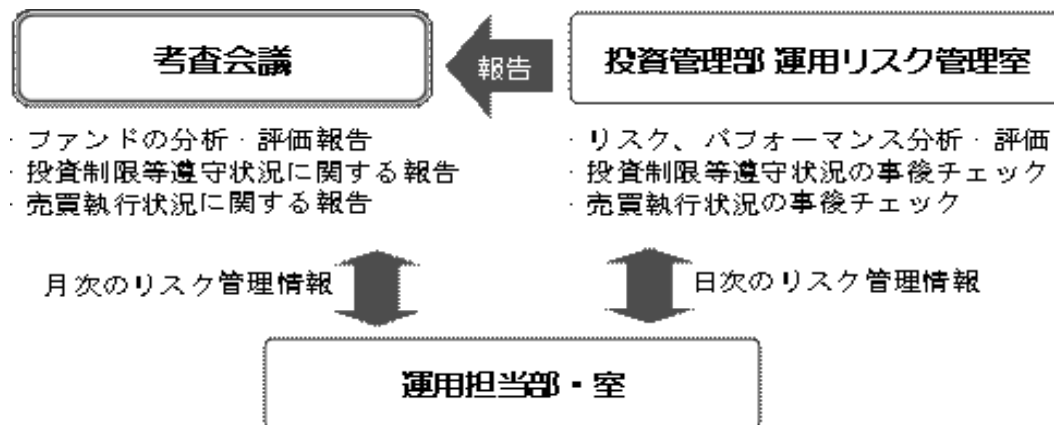 考査会議
報告
投資管理部 運用リスク管理室
· ファンドの分析・評価報告
· 投資制限等遵守状況に関する報告
· 売買執行状況に関する報告
· リスク、パフォーマンス分析・評価
· 投資制限等遵守状況の事後チェック
· 売買執行状況の事後チェック
月次のリスク管理情報
日次のリスク管理情報
運用担当部・室